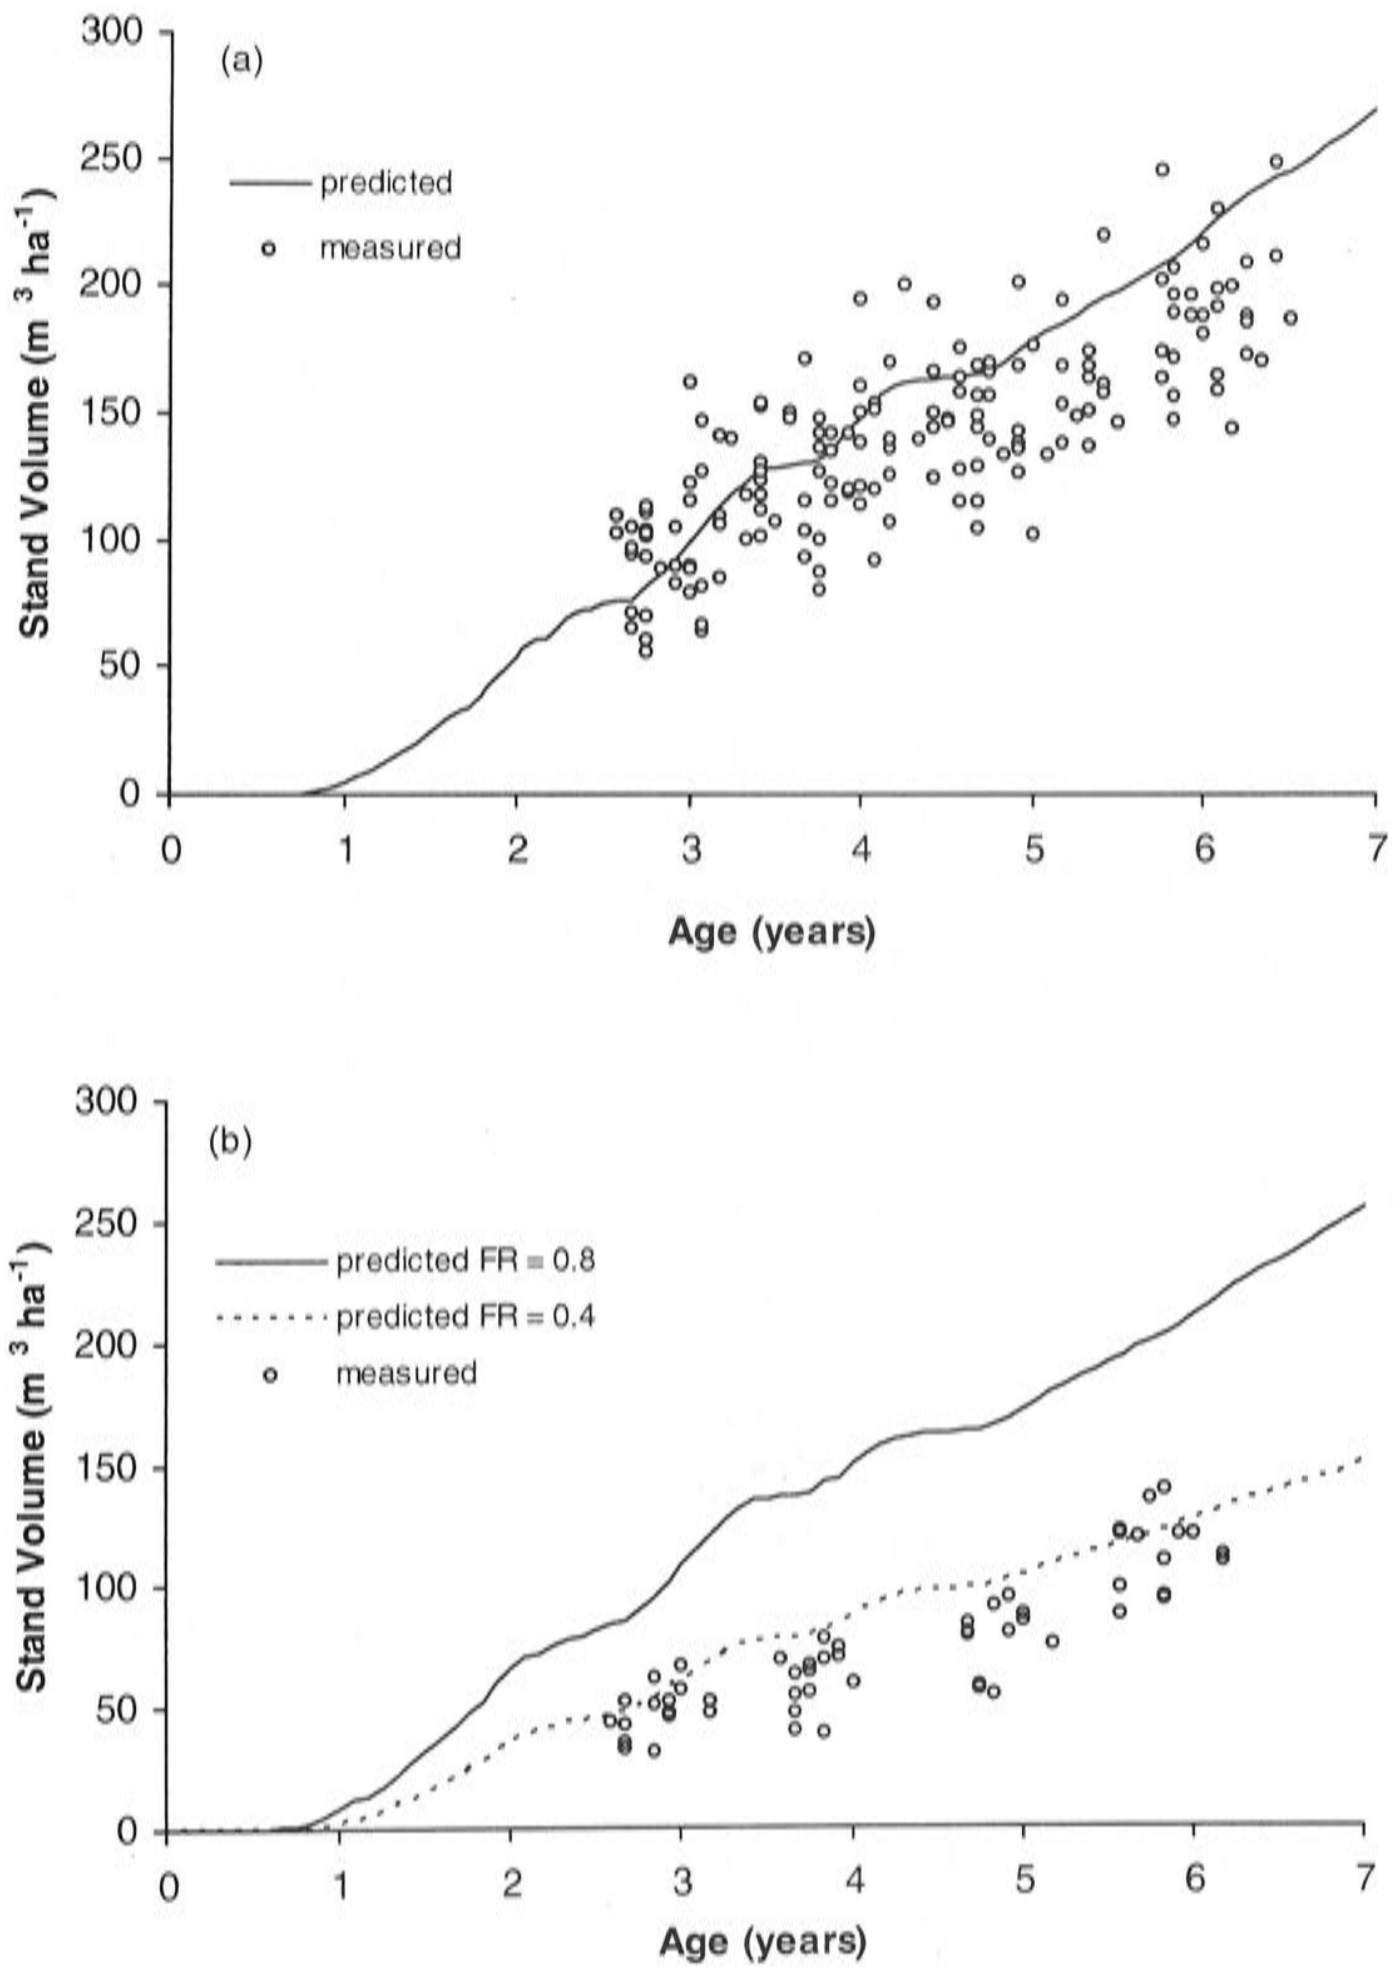 300
(a)
250
predicted
measured
200
150
100
50
0
0 1 2 3 4 5 6 7
Stand Volume (m ³ ha⁻¹)
Age (years)
300
(b)
250
predicted FR = 0.8
predicted FR = 0.4
200
measured
150
100
50
0
0 1 2 3 4 5 6 7
Stand Volume (m ³ ha⁻¹)
Age (years)